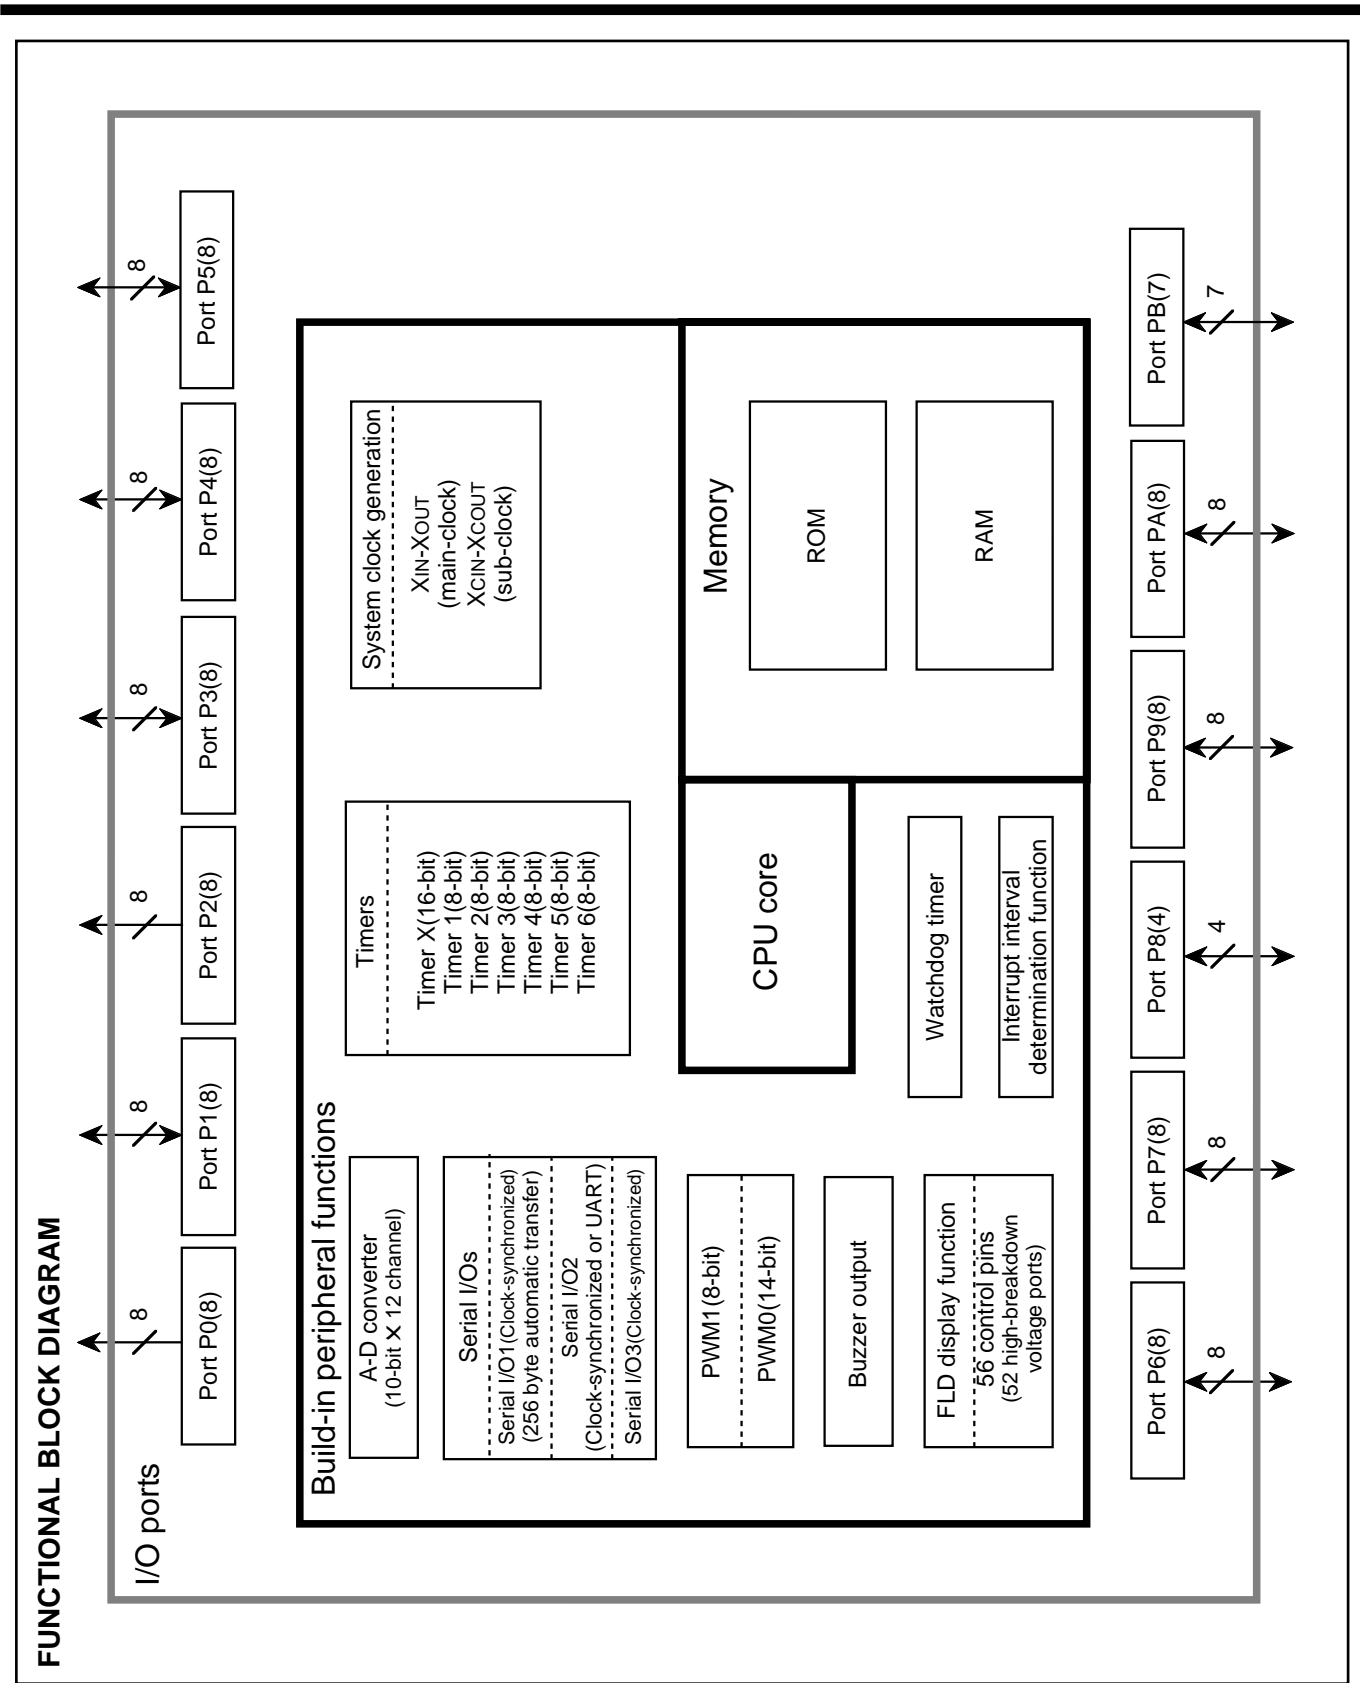 FUNCTIONAL BLOCK DIAGRAM
I/O ports
8
8
8
8
8
8
Port P0(8)
Port P1(8)
Port P2(8)
Port P3(8)
Port P4(8)
Port P5(8)
Build-in peripheral functions
A-D converter
(10-bit X 12 channel)
Serial I/Os
Serial I/O1(Clock-synchronized)
(256 byte automatic transfer)
Serial I/O2
(Clock-synchronized or UART)
Serial I/O3(Clock-synchronized)
PWM1(8-bit)
PWM0(14-bit)
Buzzer output
FLD display function
56 control pins
(52 high-breakdown
voltage ports)
Timers
Timer X(16-bit)
Timer 1(8-bit)
Timer 2(8-bit)
Timer 3(8-bit)
Timer 4(8-bit)
Timer 5(8-bit)
Timer 6(8-bit)
CPU core
Watchdog timer
Interrupt interval
determination function
System clock generation
XIN-XOUT
(main-clock)
XCIN-XCOUT
(sub-clock)
Memory
ROM
RAM
Port P6(8)
Port P7(8)
Port P8(4)
Port P9(8)
Port PA(8)
Port PB(7)
8
8
4
8
8
7